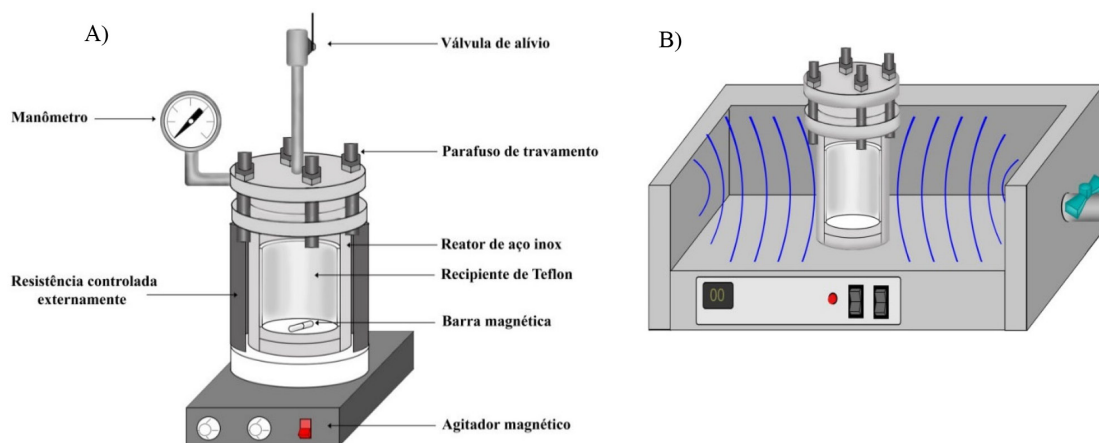 A)
Válvula de alívio
B)
Manômetro
Parafuso de travamento
Reator de aço inox
Resistência controlada
externamente
Recipiente de Teflon
Barra magnética
00
Agitador magnético